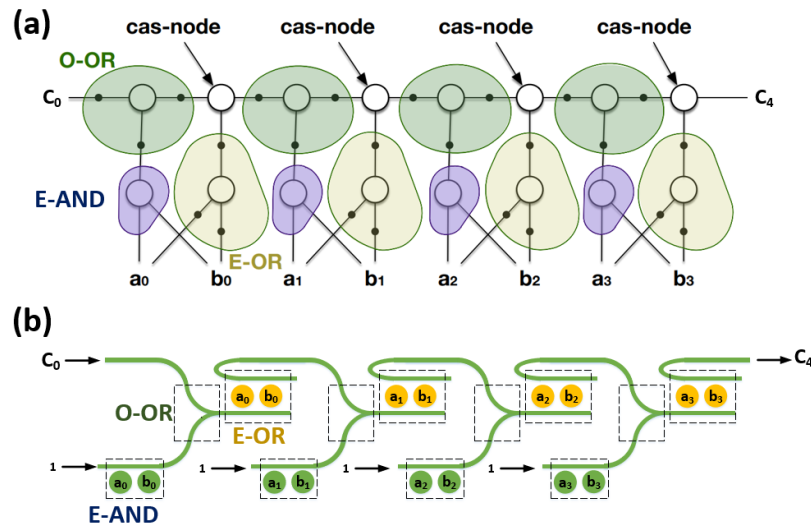 (a)
cas-node cas-node cas-node cas-node
O-OR
C₀ C₄
E-AND
E-OR
a₀ b₀ a₁ b₁ a₂ b₂ a₃ b₃
(b)
C₀ C₄
a₀ b₀ a₁ b₁ a₂ b₂ a₃ b₃
O-OR
E-OR
1 1 1 1
a₀ b₀ a₁ b₁ a₂ b₂ a₃ b₃
E-AND